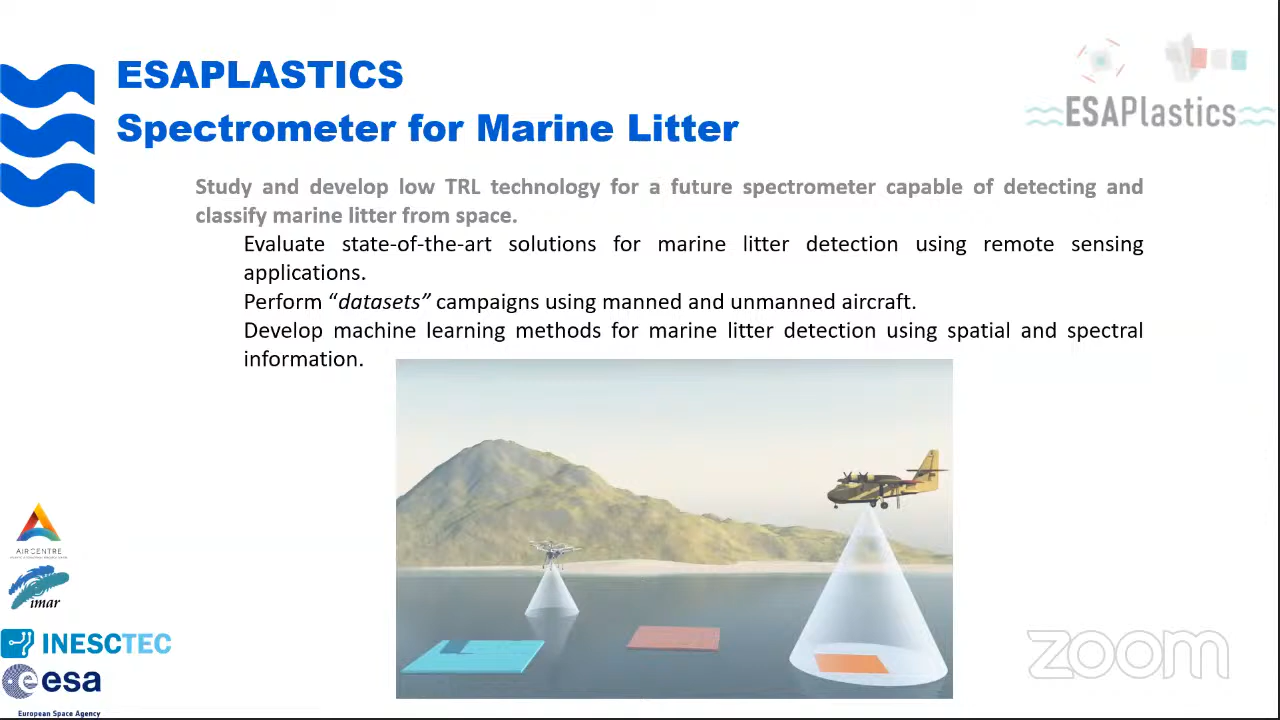 ESAPLASTICS
Spectrometer for Marine Litter
ESAPlastics
Study and develop low TRL technology for a future spectrometer capable of detecting and
classify marine litter from space.
Evaluate state-of-the-art solutions for marine litter detection using remote sensing
applications.
Perform “datasets” campaigns using manned and unmanned aircraft.
Develop machine learning methods for marine litter detection using spatial and spectral
information.
AIR CENTRE
imar
INESCTEC
esa
European Space Agency
zoom